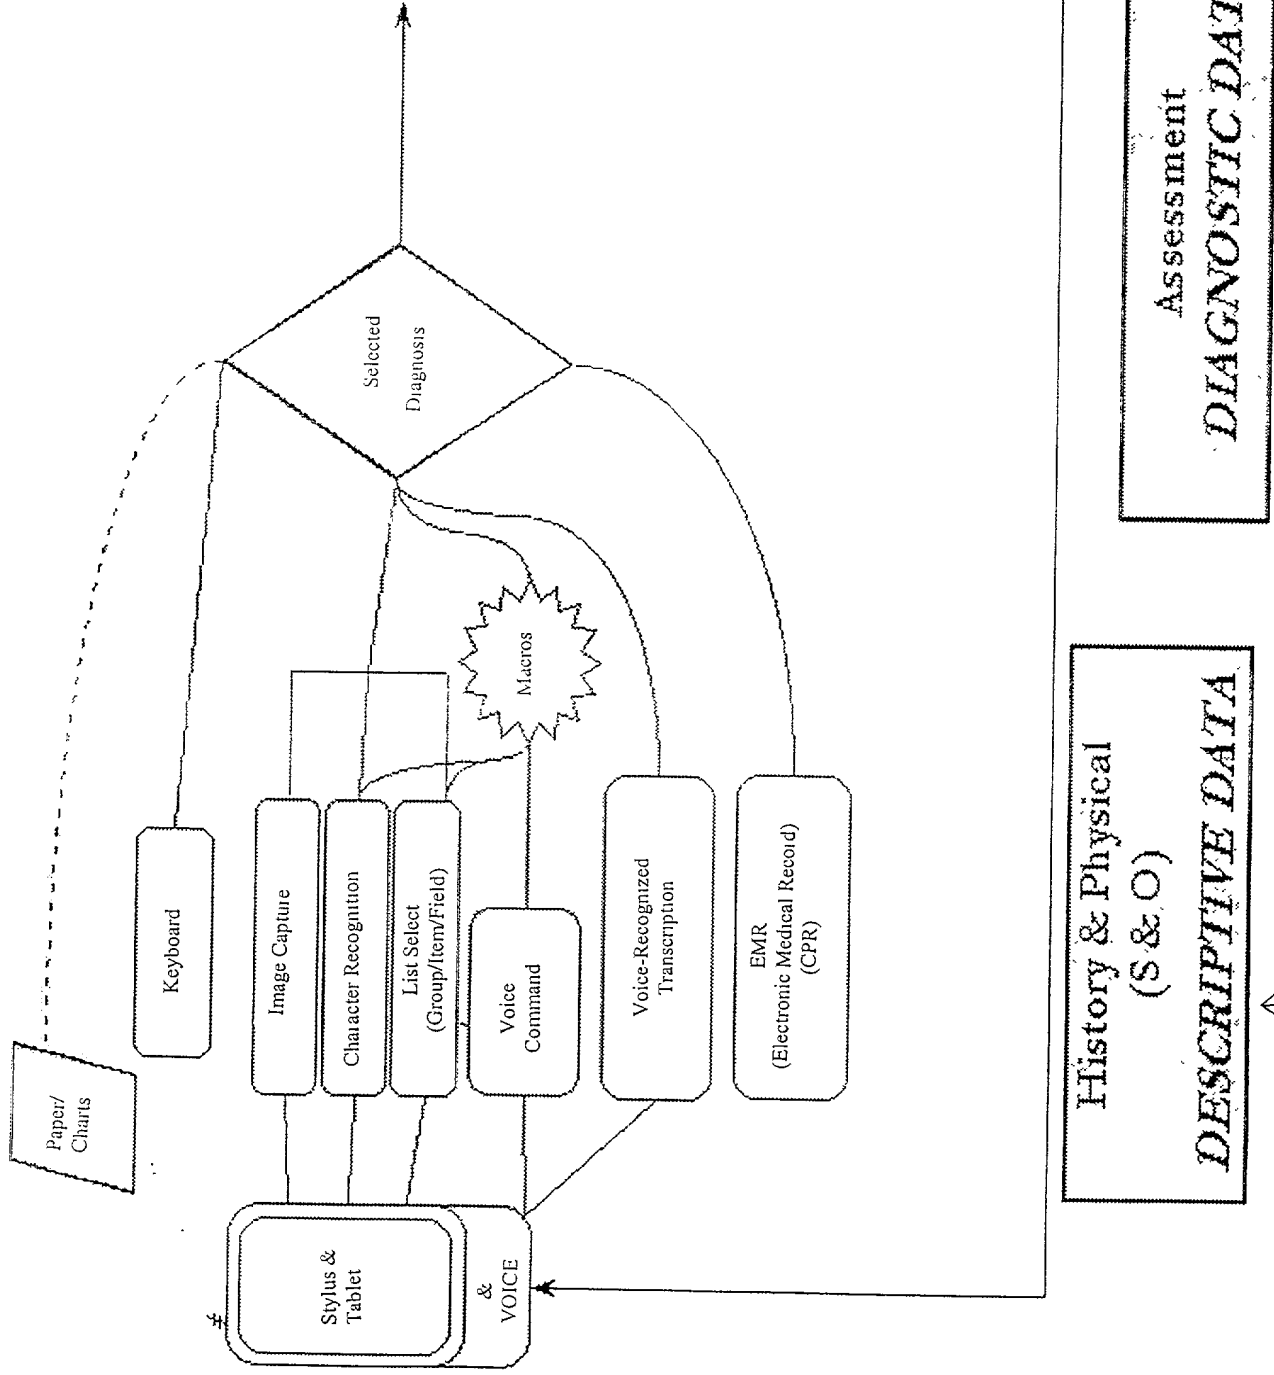 Paper/
Charts
Keyboard
Image Capture
Character Recognition
List Select
(Group/Item/Field)
Voice
Command
Voice-Recognized
Transcription
EMR
(Electronic Medical Record)
(CPR)
Stylus &
Tablet
&
VOICE
Macros
Selected
Diagnosis
History & Physical
(S & O)
DESCRIPTIVE DATA
Assessment
DIAGNOSTIC DAT